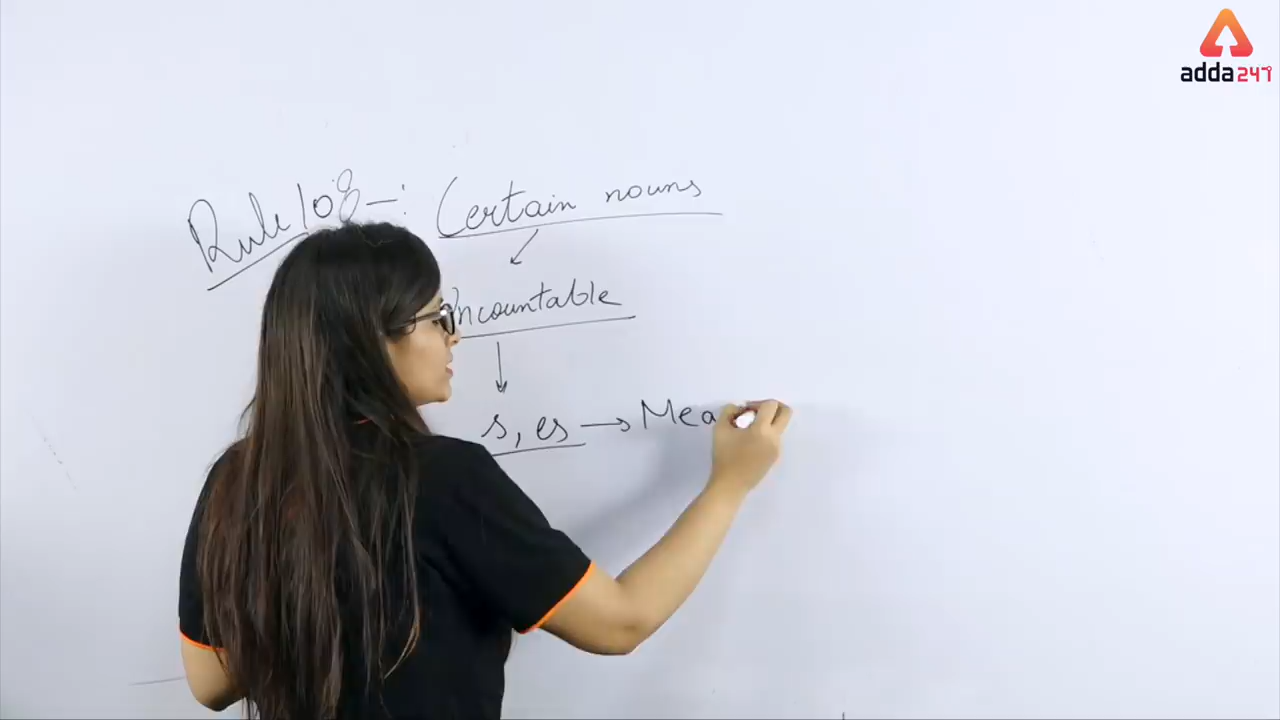 adda247
Rule 108 -: Certain nouns
ncountable
s, es → Mea